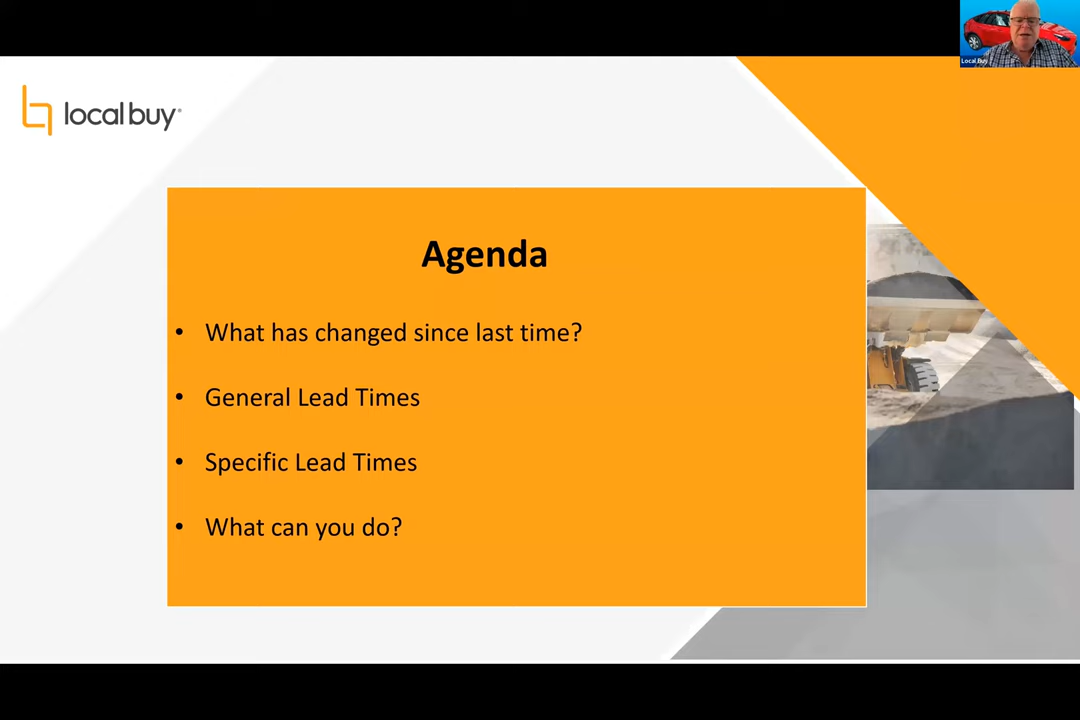 Local Buy
localbuy®
Agenda
• What has changed since last time?
• General Lead Times
• Specific Lead Times
• What can you do?